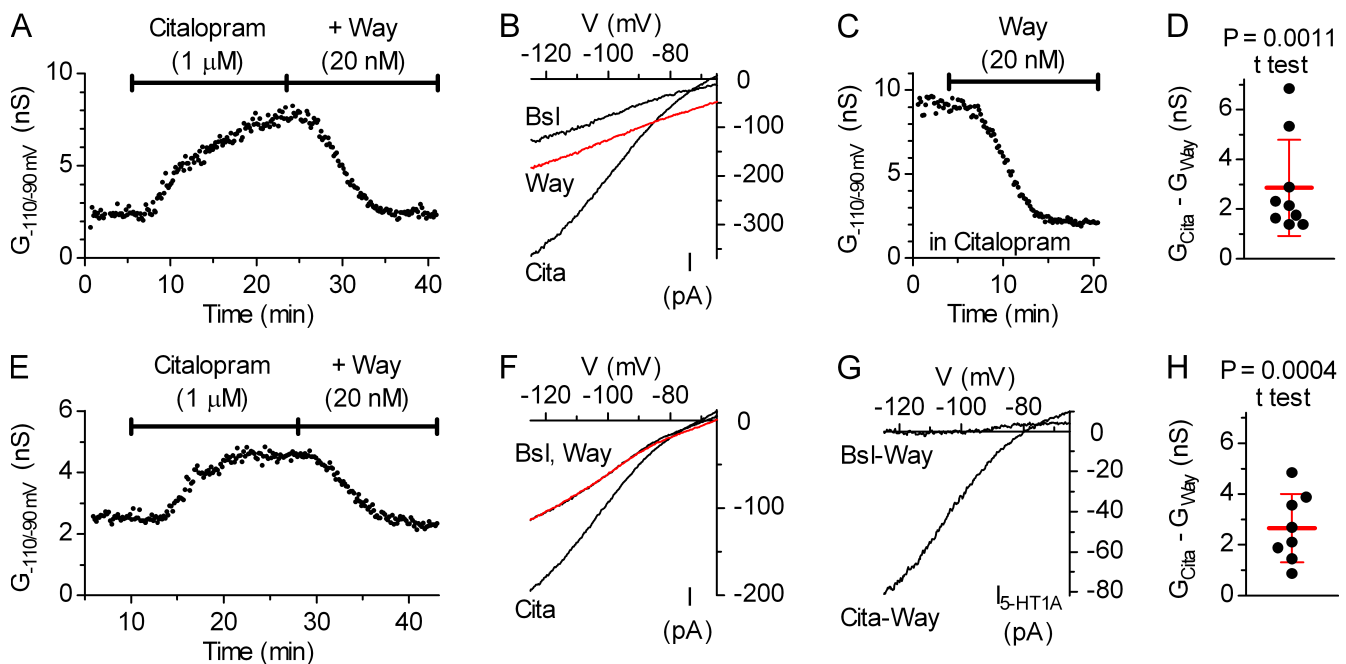 A
Citalopram
(1 μM)
+ Way
(20 nM)
G-110/-90 mV (nS)
10
5
0
0 10 20 30 40
Time (min)
B
V (mV)
-120 -100 -80
0
-100
-200
-300
Bsl
Way
Cita
I
(pA)
C
Way
(20 nM)
G-110/-90 mV (nS)
10
5
0
in Citalopram
0 10 20
Time (min)
D
P = 0.0011
t test
GCita - GWay (nS)
6
4
2
0
E
Citalopram
(1 μM)
+ Way
(20 nM)
G-110/-90 mV (nS)
6
4
2
0
10 20 30 40
Time (min)
F
V (mV)
-120 -100 -80
0
-100
-200
Bsl, Way
Cita
I
(pA)
G
V (mV)
-120 -100 -80
0
-20
-40
-60
-80
Bsl-Way
Cita-Way
I5-HT1A
(pA)
H
P = 0.0004
t test
GCita - GWay (nS)
6
4
2
0